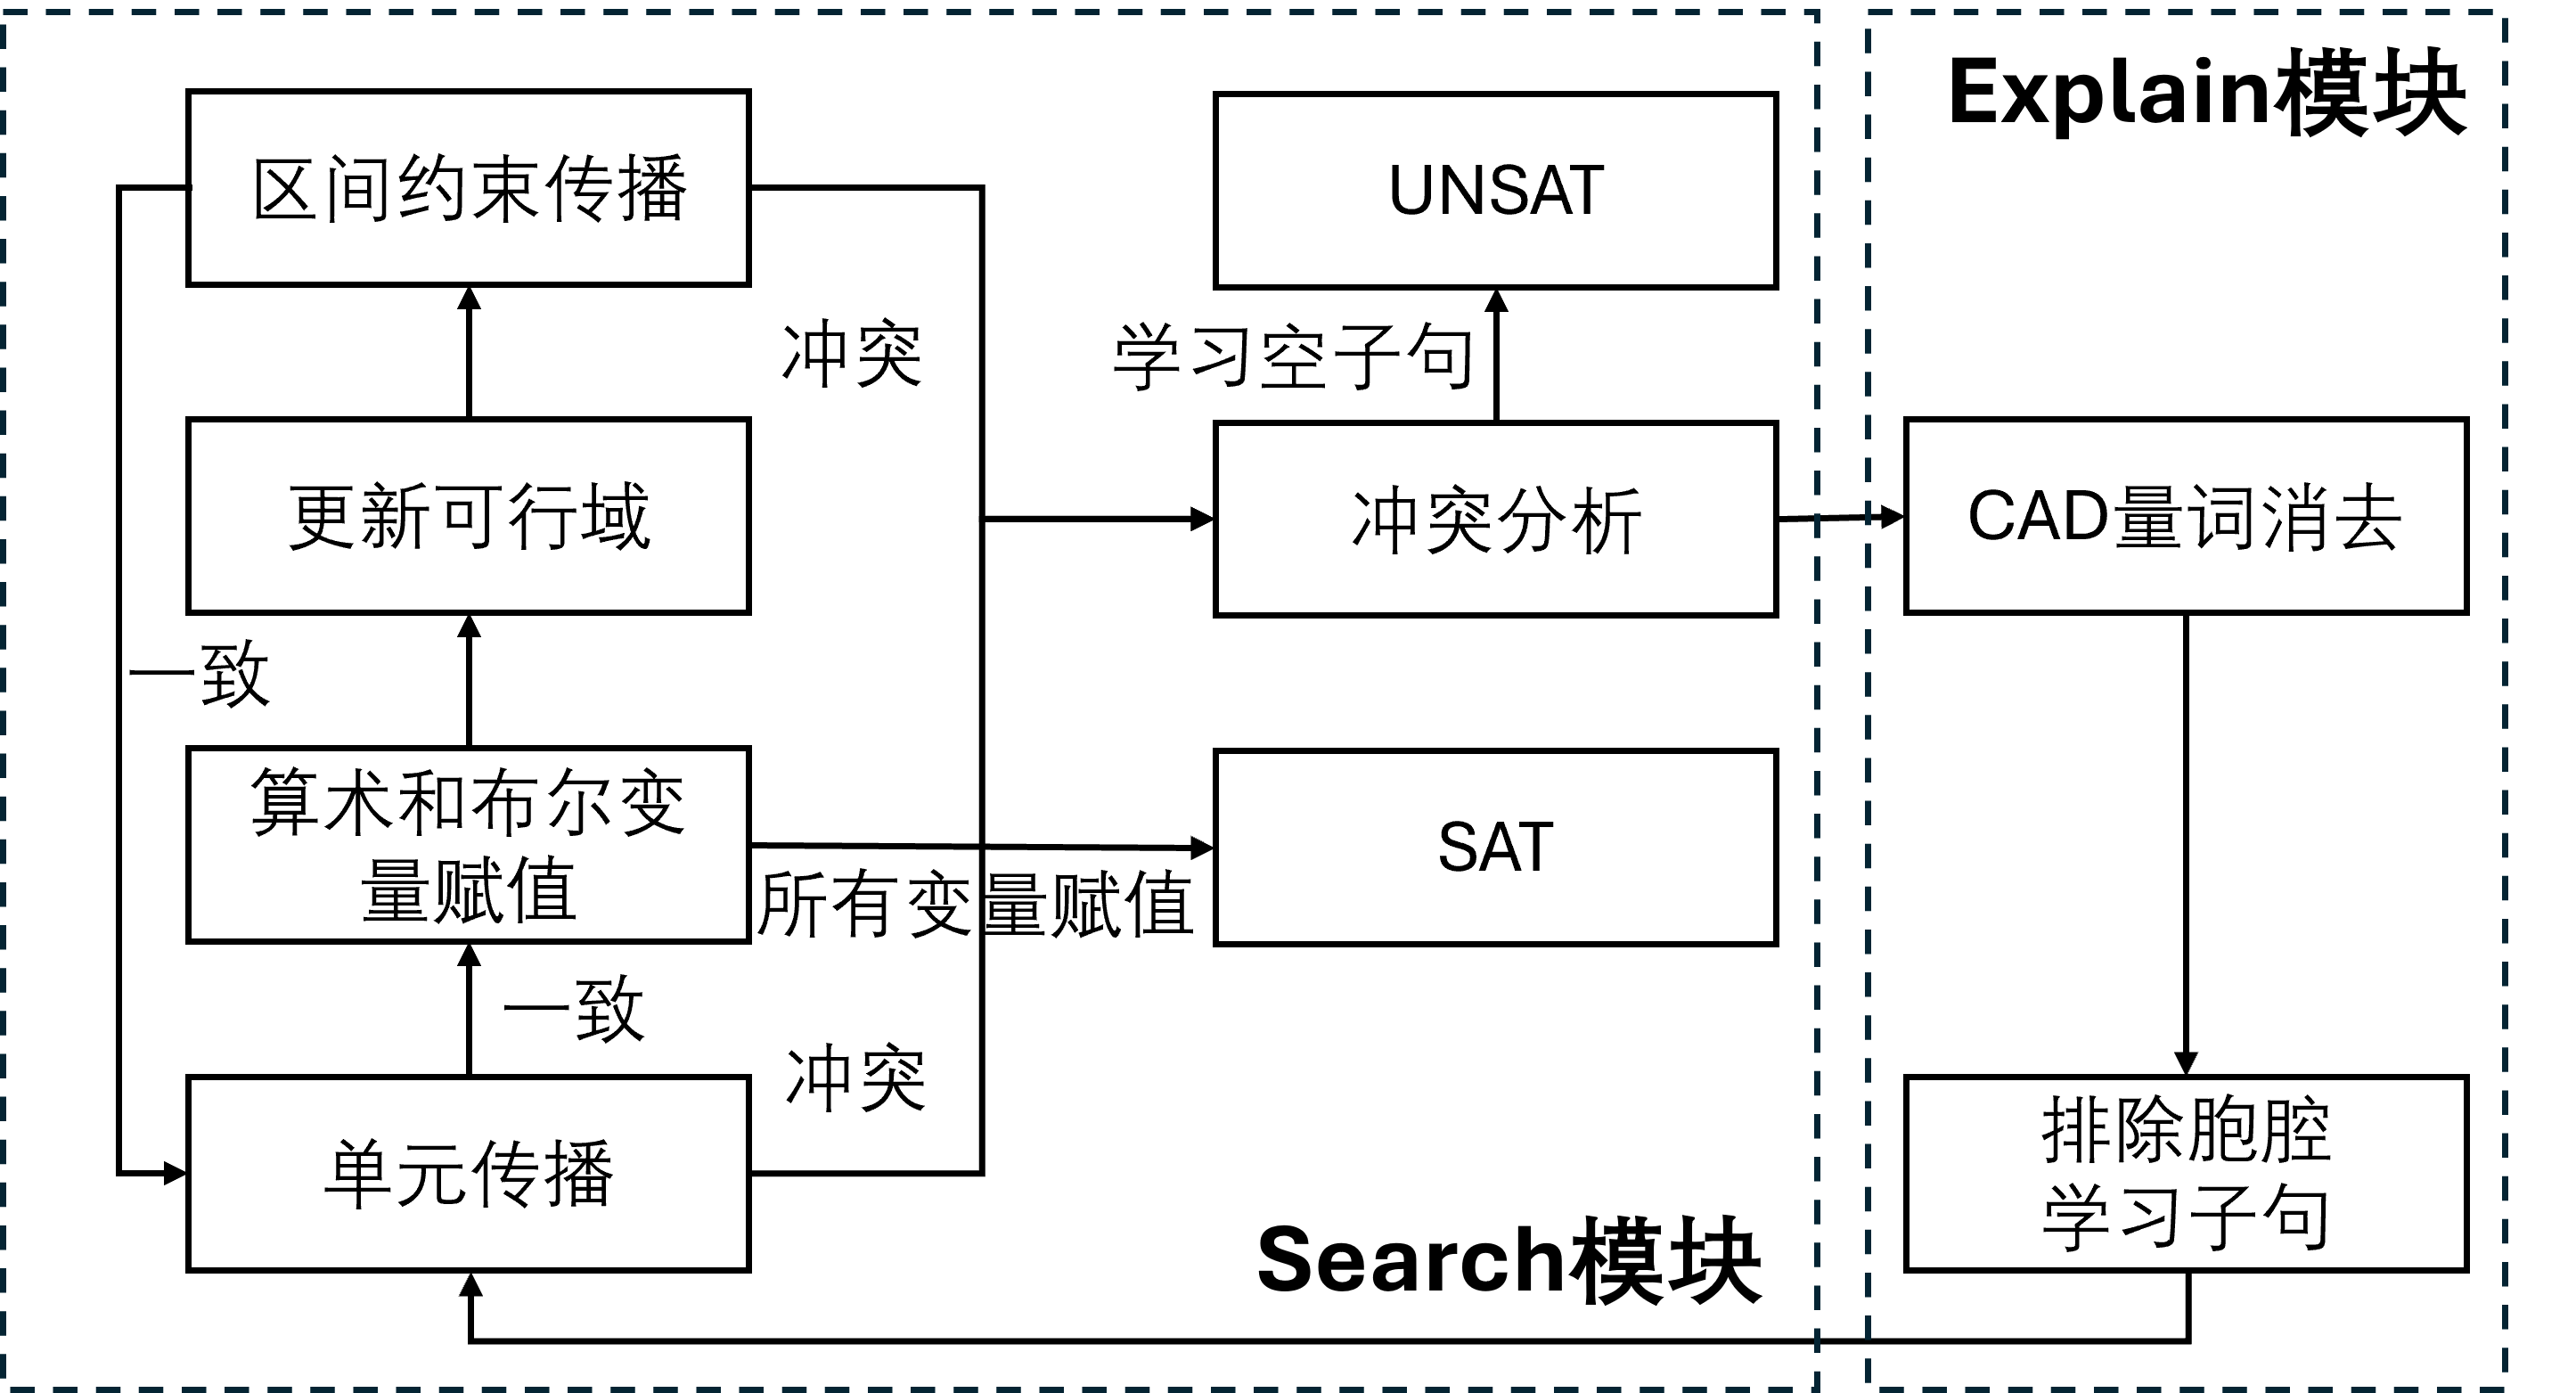 Explain模块
区间约束传播
UNSAT
冲突
学习空子句
更新可行域
冲突分析
CAD量词消去
一致
算术和布尔变
量赋值
SAT
所有变量赋值
一致
冲突
单元传播
排除胞腔
学习子句
Search模块